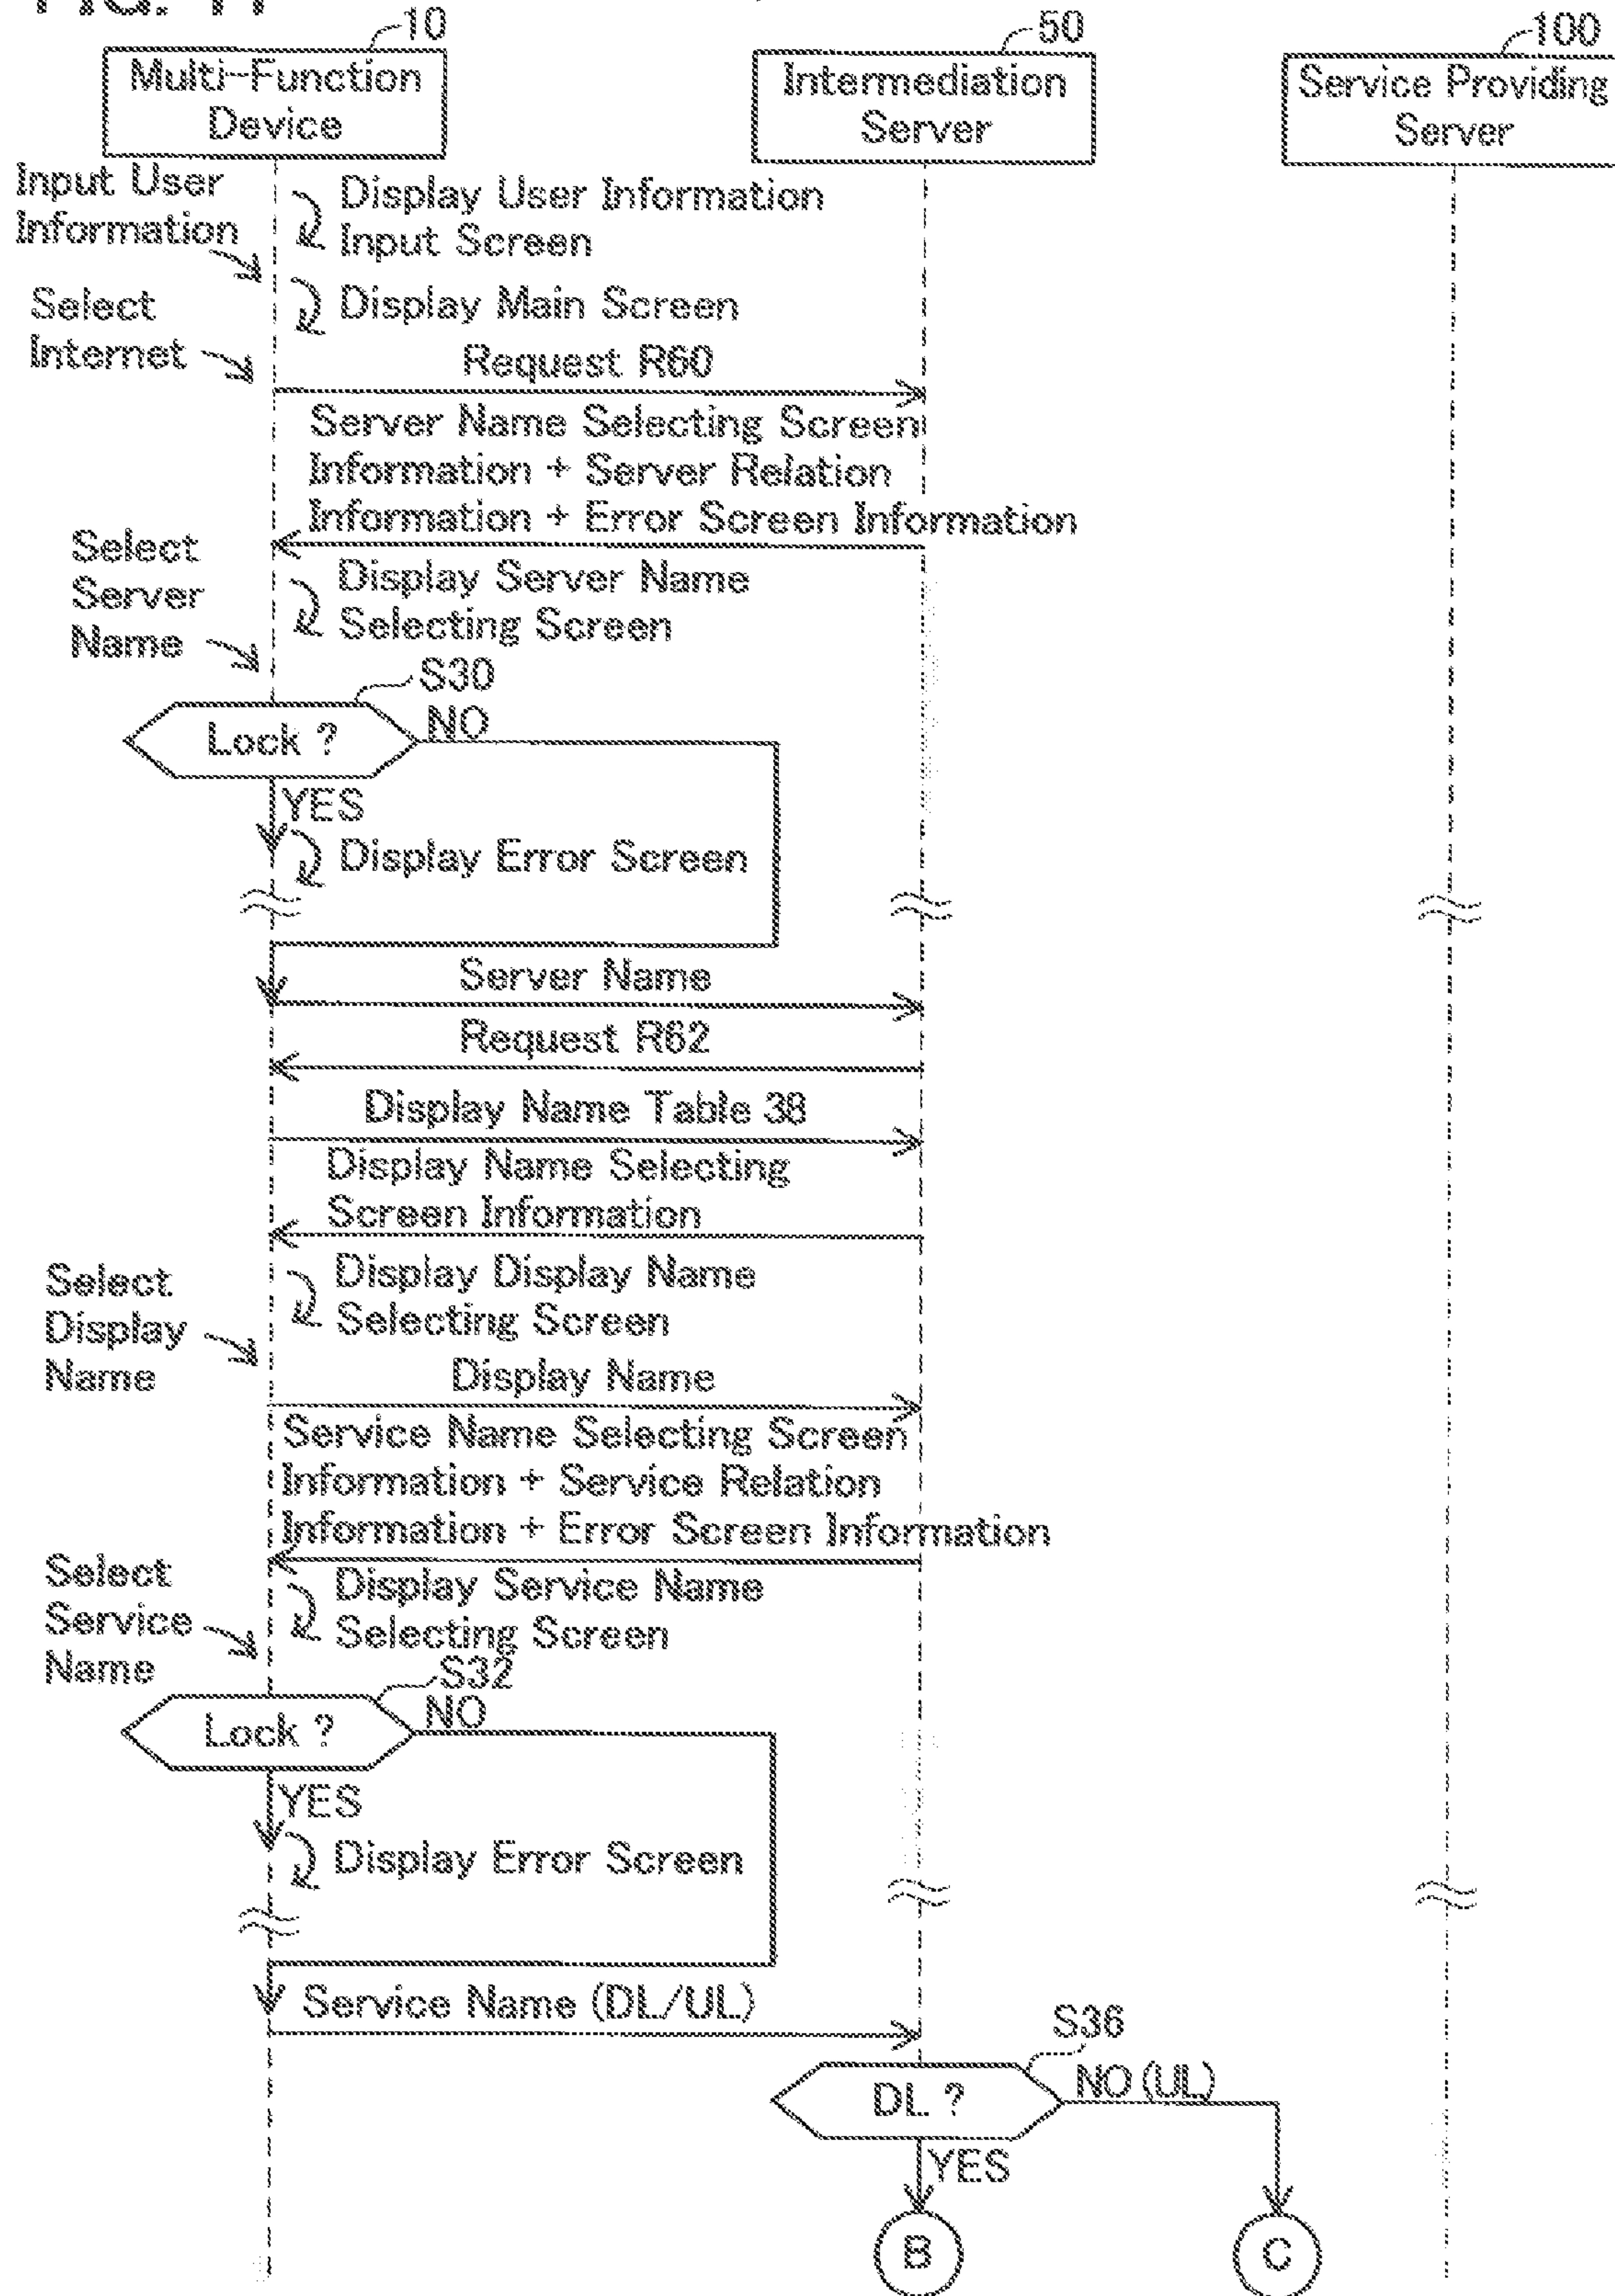 10
50
100
Multi-Function
Device
Intermediation
Server
Service Providing
Server
Input User
Information
Display User Information
Input Screen
Select
Internet
Display Main Screen
Request R60
Server Name Selecting Screen
Information + Server Relation
Information + Error Screen Information
Select
Server
Name
Display Server Name
Selecting Screen
S30
Lock ?
NO
YES
Display Error Screen
Server Name
Request R62
Display Name Table 38
Display Name Selecting
Screen Information
Select
Display
Name
Display Display Name
Selecting Screen
Display Name
Service Name Selecting Screen
Information + Service Relation
Information + Error Screen Information
Select
Service
Name
Display Service Name
Selecting Screen
S32
Lock ?
NO
YES
Display Error Screen
Service Name (DL/UL)
S36
DL ?
NO (UL)
YES
B
C